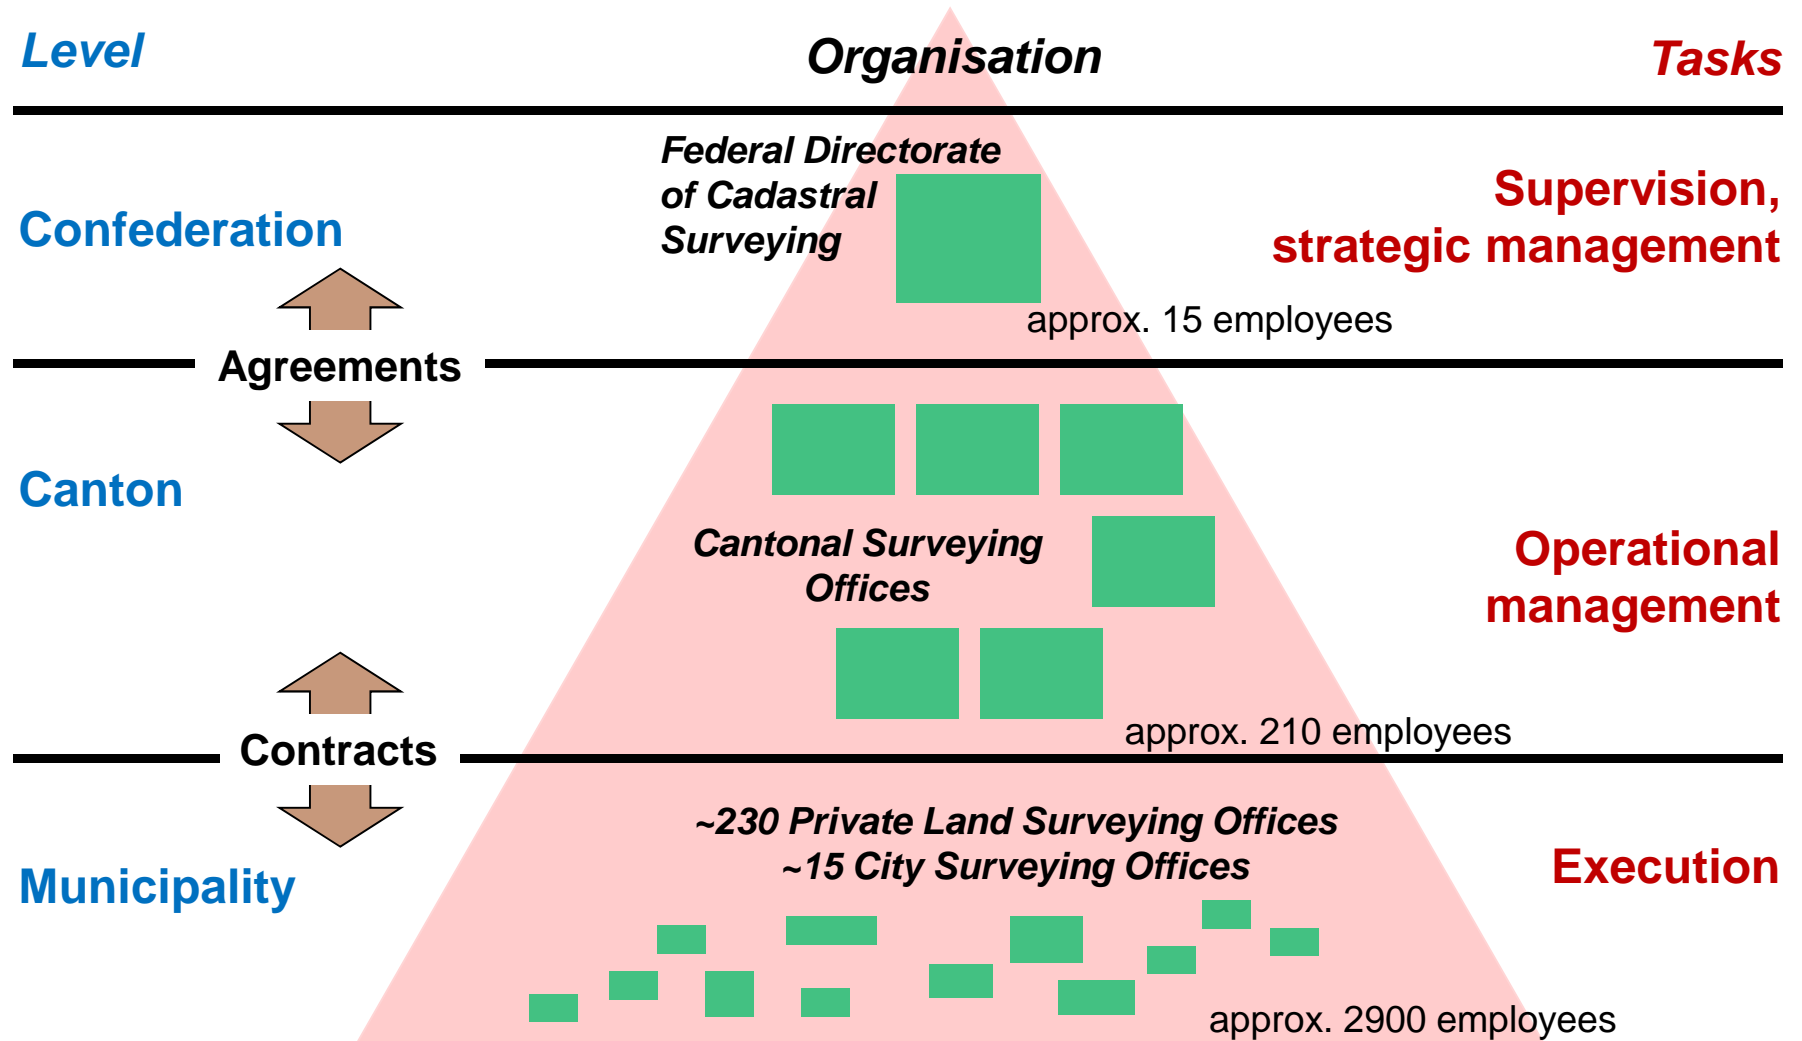 Level
Organisation
Tasks
Federal Directorate
of Cadastral
Surveying
Confederation
Supervision,
strategic management
approx. 15 employees
Agreements
Canton
Cantonal Surveying
Offices
Operational
management
approx. 210 employees
Contracts
~230 Private Land Surveying Offices
~15 City Surveying Offices
Municipality
Execution
approx. 2900 employees